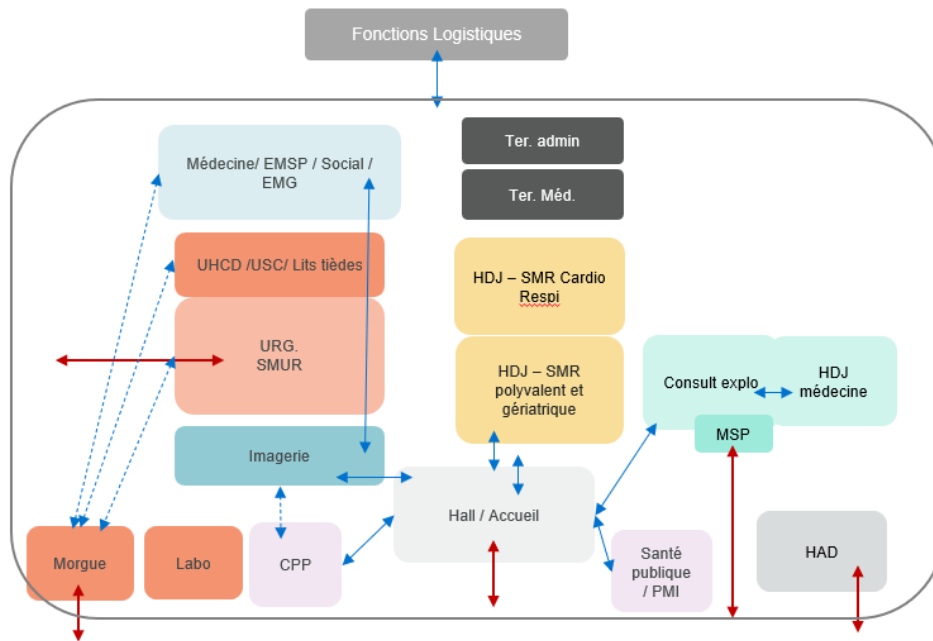 Fonctions Logistiques
Ter. admin
Médecine/ EMSP / Social /
EMG
Ter. Méd.
UHCD /USC/ Lits tièdes
HDJ – SMR Cardio
Respi
URG.
SMUR
HDJ – SMR
polyvalent et
gériatrique
Consult explo
HDJ
médecine
MSP
Imagerie
Hall / Accueil
Morgue
Labo
CPP
Santé
publique
/ PMI
HAD